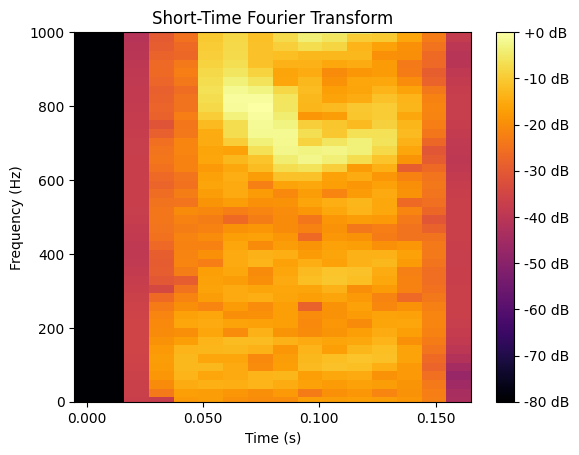 Short-Time Fourier Transform
1000
800
600
400
200
0
Frequency (Hz)
0.000
0.050
0.100
0.150
Time (s)
+0 dB
-10 dB
-20 dB
-30 dB
-40 dB
-50 dB
-60 dB
-70 dB
-80 dB